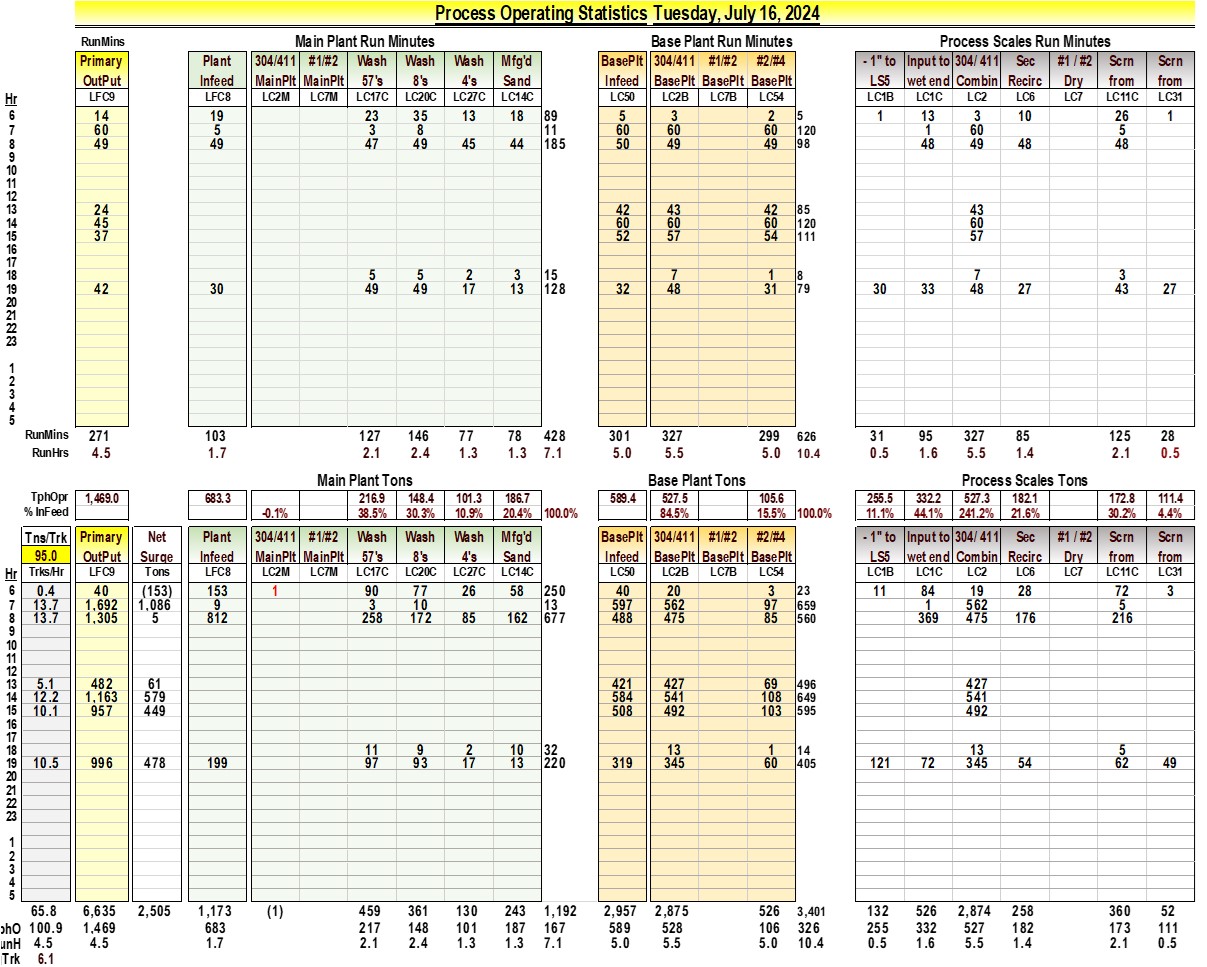 Process Operating Statistics Tuesday, July 16, 2024
RunMins Main Plant Run Minutes Base Plant Run Minutes Process Scales Run Minutes
Primary Plant 304/411 #1/#2 Wash Wash Wash Mfg'd BasePlt 304/411 #1/#2 #2/#4 - 1" to Input to 304/ 411 Sec #1 / #2 Scrn Scrn
OutPut Infeed MainPlt MainPlt 57's 8's 4's Sand Infeed BasePlt BasePlt BasePlt LS5 wet end Combin Recirc Dry from from
Hr LFC9 LFC8 LC2M LC7M LC17C LC20C LC27C LC14C LC50 LC2B LC7B LC54 LC1B LC1C LC2 LC6 LC7 LC11C LC31
6 14 19 23 35 13 18 89 5 3 2 5 1 13 3 10 26 1
7 60 5 3 8 11 60 60 60 120 1 60 5
8 49 49 47 49 45 44 185 50 49 49 98 48 49 48 48
9
10
11
12
13 24 42 43 42 85 43
14 45 60 60 60 120 60
15 37 52 57 54 111 57
16
17
18 5 5 2 3 15 7 1 8 7 3
19 42 30 49 49 17 13 128 32 48 31 79 30 33 48 27 43 27
20
21
22
23
1
2
3
4
5
RunMins 271 103 127 146 77 78 428 301 327 299 626 31 95 327 85 125 28
RunHrs 4.5 1.7 2.1 2.4 1.3 1.3 7.1 5.0 5.5 5.0 10.4 0.5 1.6 5.5 1.4 2.1 0.5
Main Plant Tons Base Plant Tons Process Scales Tons
TphOpr 1,469.0 683.3 216.9 148.4 101.3 186.7 589.4 527.5 105.6 255.5 332.2 527.3 182.1 172.8 111.4
% InFeed -0.1% 38.5% 30.3% 10.9% 20.4% 100.0% 84.5% 15.5% 100.0% 11.1% 44.1% 241.2% 21.6% 30.2% 4.4%
Tns/Trk Primary Net Plant 304/411 #1/#2 Wash Wash Wash Mfg'd BasePlt 304/411 #1/#2 #2/#4 - 1" to Input to 304/ 411 Sec #1 / #2 Scrn Scrn
95.0 OutPut Surge Infeed MainPlt MainPlt 57's 8's 4's Sand Infeed BasePlt BasePlt BasePlt LS5 wet end Combin Recirc Dry from from
Hr Trks/Hr LFC9 Tons LFC8 LC2M LC7M LC17C LC20C LC27C LC14C LC50 LC2B LC7B LC54 LC1B LC1C LC2 LC6 LC7 LC11C LC31
6 0.4 40 (153) 153 1 90 77 26 58 250 40 20 3 23 11 84 19 28 72 3
7 13.7 1,692 1,086 9 3 10 13 597 562 97 659 1 562 5
8 13.7 1,305 5 812 258 172 85 162 677 488 475 85 560 369 475 176 216
9
10
11
12
13 5.1 482 61 421 427 69 496 427
14 12.2 1,163 579 584 541 108 649 541
15 10.1 957 449 508 492 103 595 492
16
17
18 11 9 2 10 32 13 1 14 13 5
19 10.5 996 478 199 97 93 17 13 220 319 345 60 405 121 72 345 54 62 49
20
21
22
23
1
2
3
4
5
65.8 6,635 2,505 1,173 (1) 459 361 130 243 1,192 2,957 2,875 526 3,401 132 526 2,874 258 360 52
phO 100.9 1,469 683 217 148 101 187 167 589 528 106 326 255 332 527 182 173 111
unH 4.5 4.5 1.7 2.1 2.4 1.3 1.3 7.1 5.0 5.5 5.0 10.4 0.5 1.6 5.5 1.4 2.1 0.5
Trk 6.1